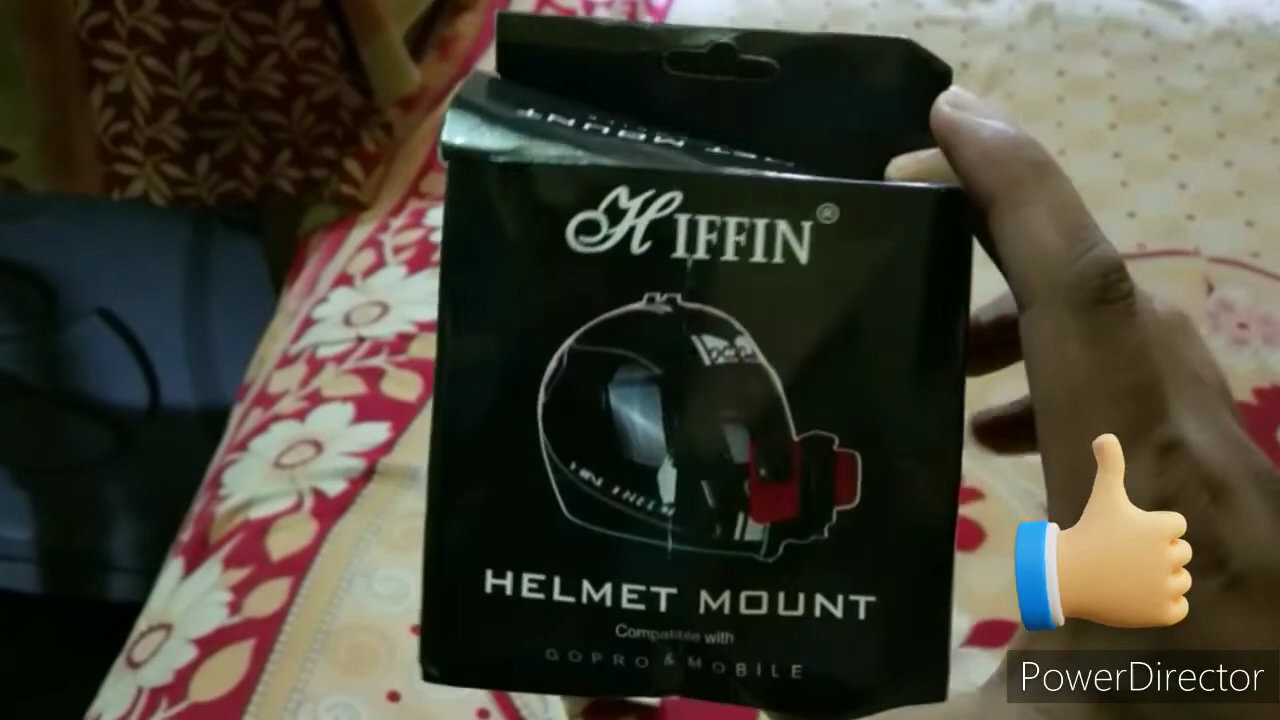 HIFFIN®
HELMET MOUNT
Compatible with
GOPRO & MOBILE
PowerDirector